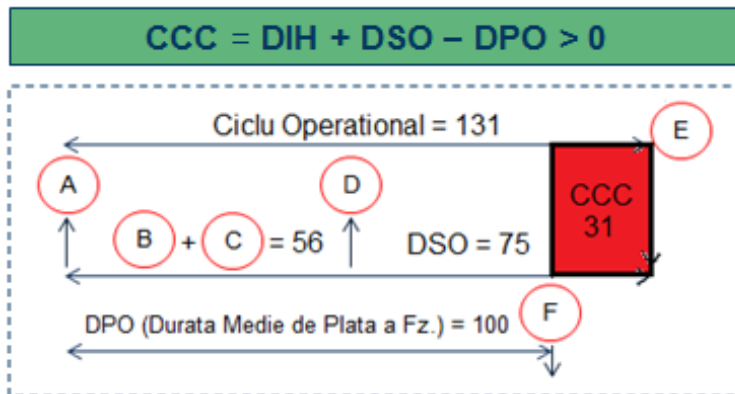 CCC = DIH + DSO – DPO > 0
Ciclu Operational = 131
E
A
D
CCC
31
B + C = 56
DSO = 75
F
DPO (Durata Medie de Plata a Fz.) = 100